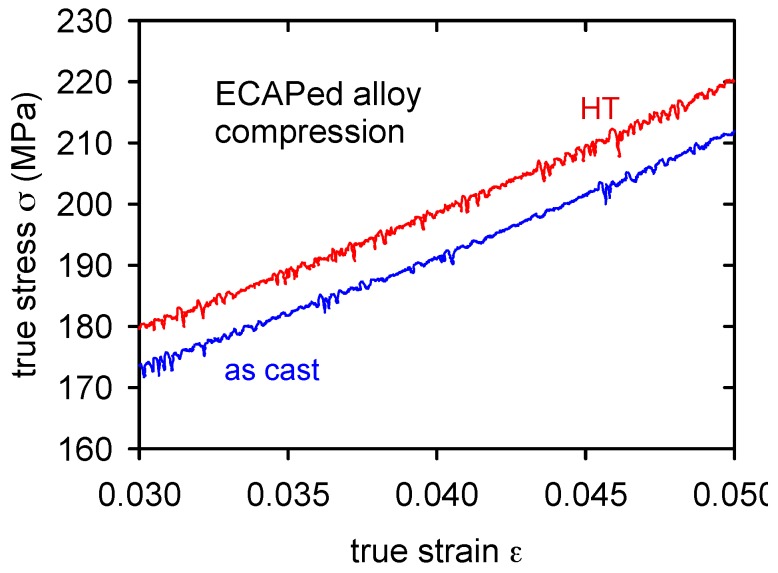 230
220
210
200
190
180
170
160
true stress σ (MPa)
ECAPed alloy
compression
HT
as cast
0.030 0.035 0.040 0.045 0.050
true strain ε